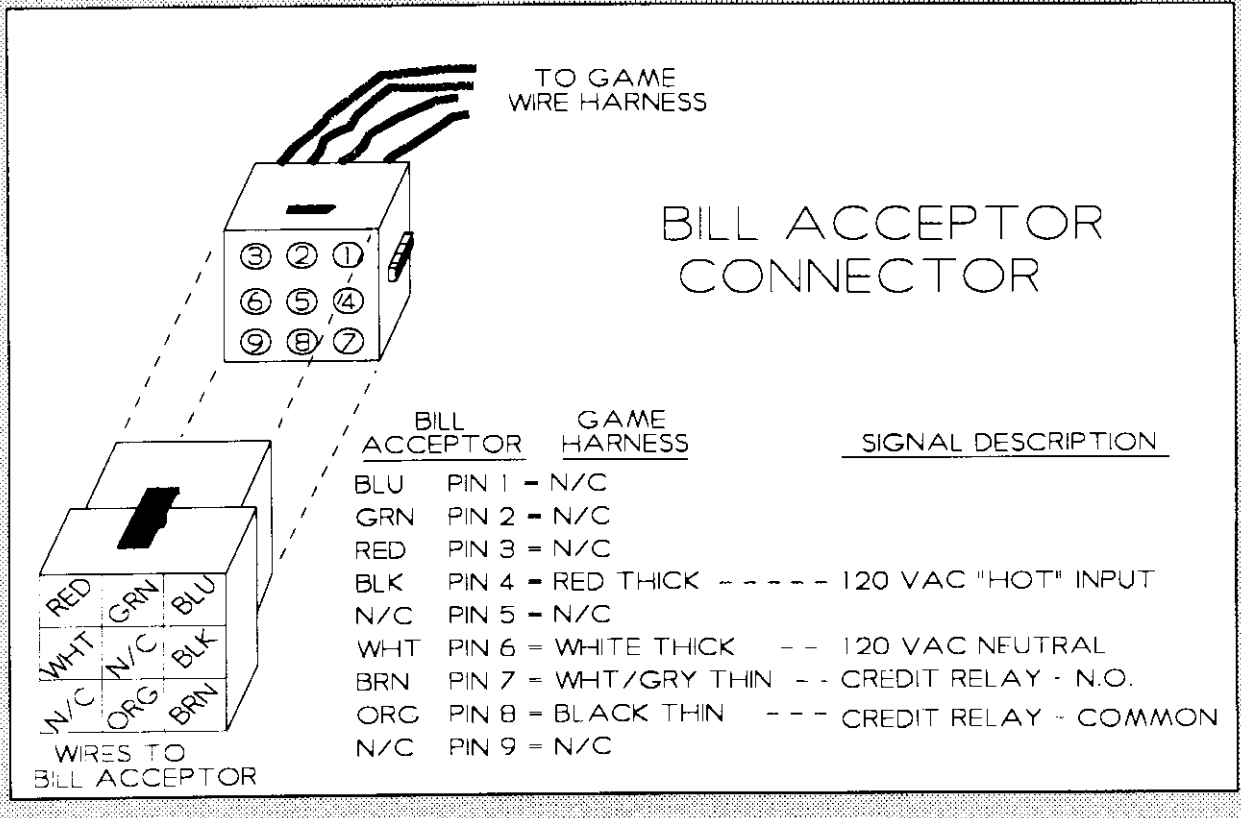 TO GAME
WIRE HARNESS
BILL ACCEPTOR
CONNECTOR
3 2 1
6 5 4
9 8 7
BILL ACCEPTOR GAME HARNESS SIGNAL DESCRIPTION
BLU PIN 1 = N/C
GRN PIN 2 = N/C
RED PIN 3 = N/C
BLK PIN 4 = RED THICK - - - - - 120 VAC "HOT" INPUT
N/C PIN 5 = N/C
WHT PIN 6 = WHITE THICK - - 120 VAC NEUTRAL
BRN PIN 7 = WHT/GRY THIN - - CREDIT RELAY - N.O.
ORG PIN 8 = BLACK THIN - - - CREDIT RELAY - COMMON
N/C PIN 9 = N/C
RED GRN BLU
WHT N/C BLK
N/C ORG BRN
WIRES TO
BILL ACCEPTOR